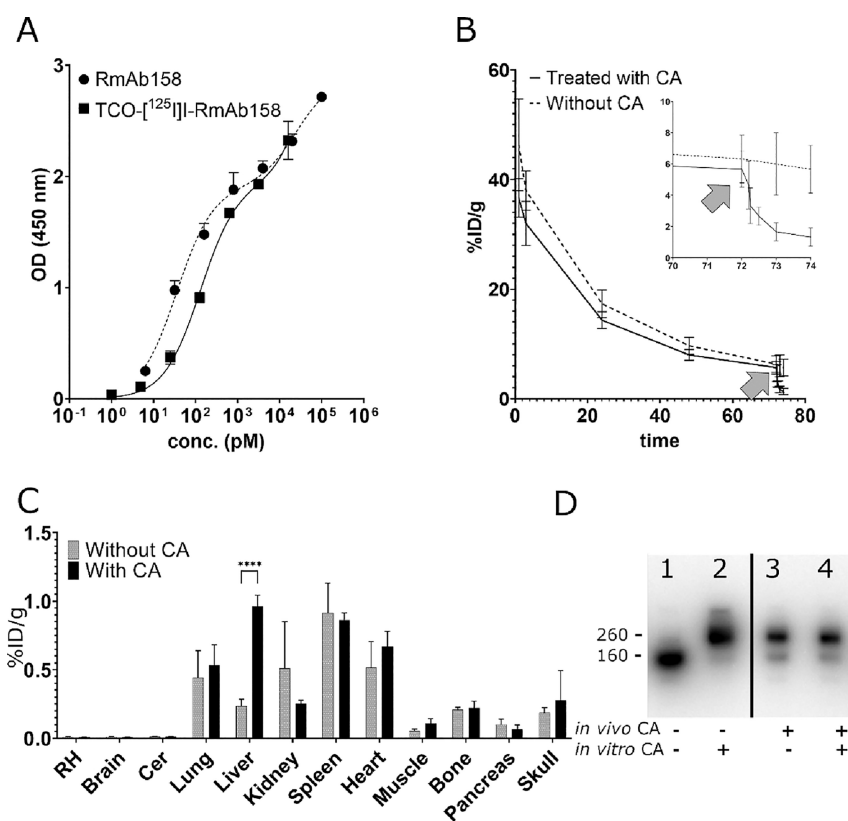 A
3
2
1
0
OD (450 nm)
RmAb158
TCO-[¹²⁵I]I-RmAb158
10⁻¹ 10⁰ 10¹ 10² 10³ 10⁴ 10⁵ 10⁶
conc. (pM)
B
60
40
20
0
%ID/g
Treated with CA
Without CA
10
8
6
4
2
0
70 71 72 73 74
0 20 40 60 80
time
C
1.5
1.0
0.5
0.0
%ID/g
Without CA
With CA
****
RH Brain Cer Lung Liver Kidney Spleen Heart Muscle Bone Pancreas Skull
D
1 2 3 4
260 -
160 -
in vivo CA - - + +
in vitro CA - + - +